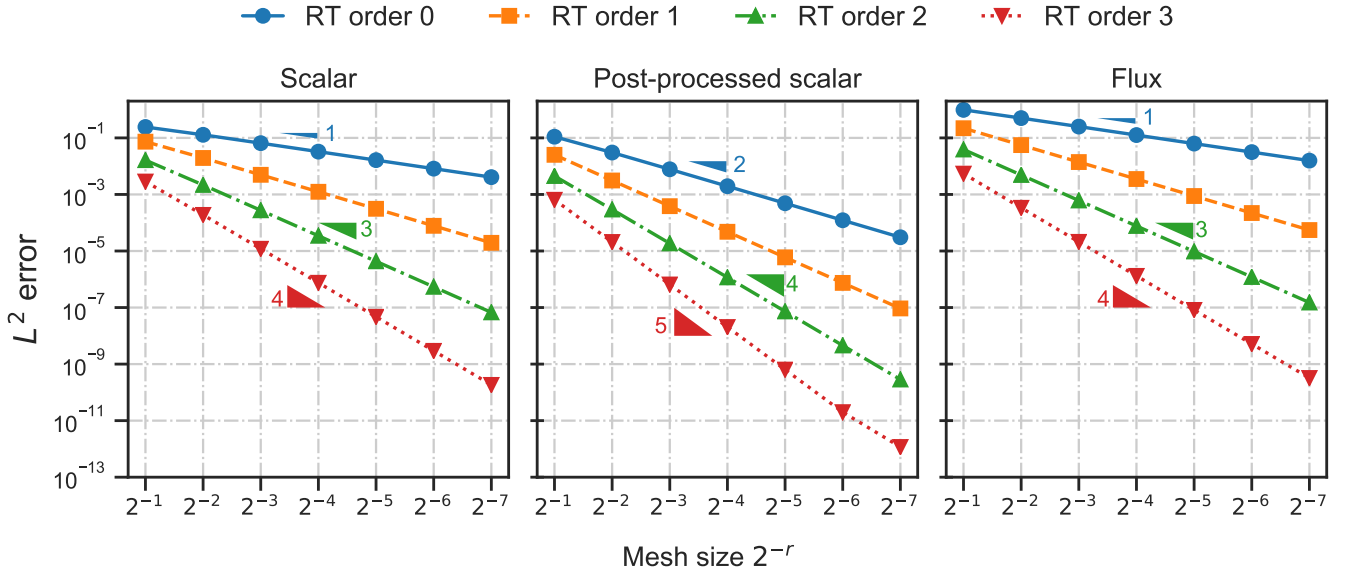 RT order 0 RT order 1 RT order 2 RT order 3
Scalar Post-processed scalar Flux
L² error
10⁻¹
10⁻³
10⁻⁵
10⁻⁷
10⁻⁹
10⁻¹¹
10⁻¹³
1
3
4
2
4
5
1
3
4
2⁻¹ 2⁻² 2⁻³ 2⁻⁴ 2⁻⁵ 2⁻⁶ 2⁻⁷
2⁻¹ 2⁻² 2⁻³ 2⁻⁴ 2⁻⁵ 2⁻⁶ 2⁻⁷
2⁻¹ 2⁻² 2⁻³ 2⁻⁴ 2⁻⁵ 2⁻⁶ 2⁻⁷
Mesh size 2⁻ʳ